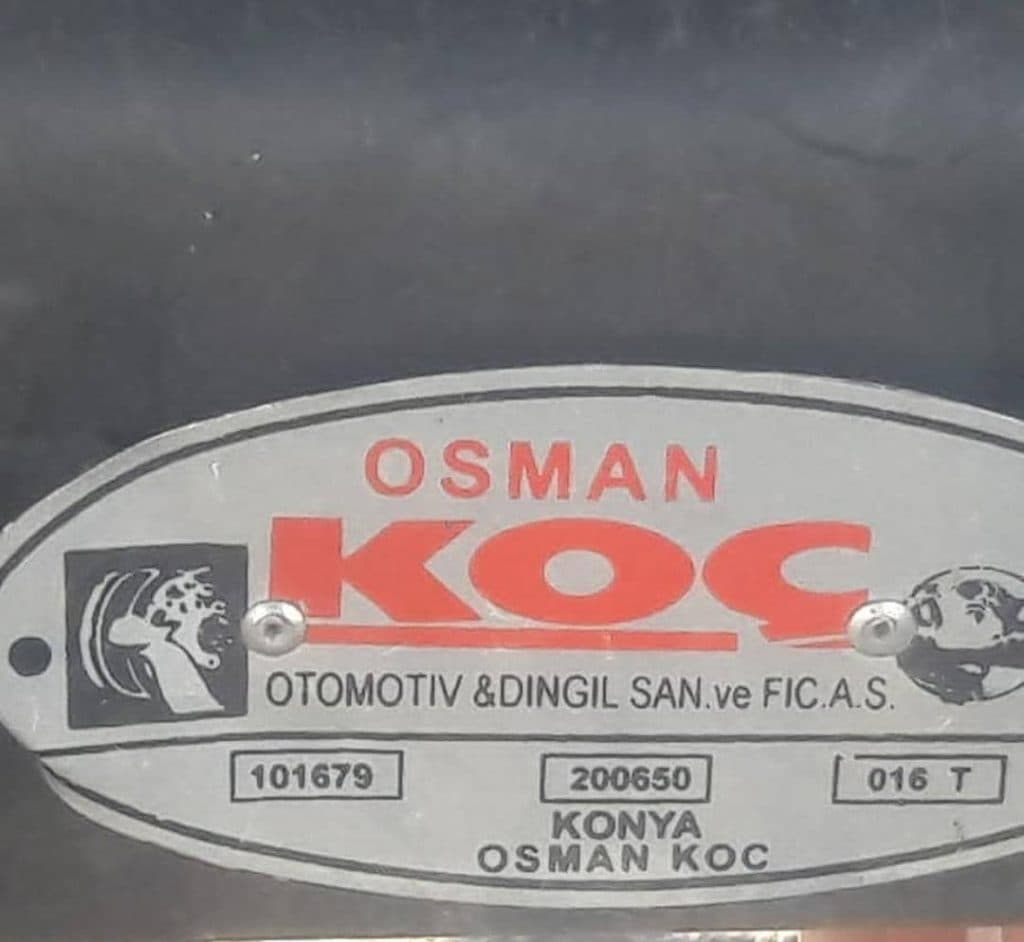 OSMAN
KOÇ
OTOMOTIV &DINGIL SAN.ve FIC.A.S.
101679 200650 016 T
KONYA
OSMAN KOC